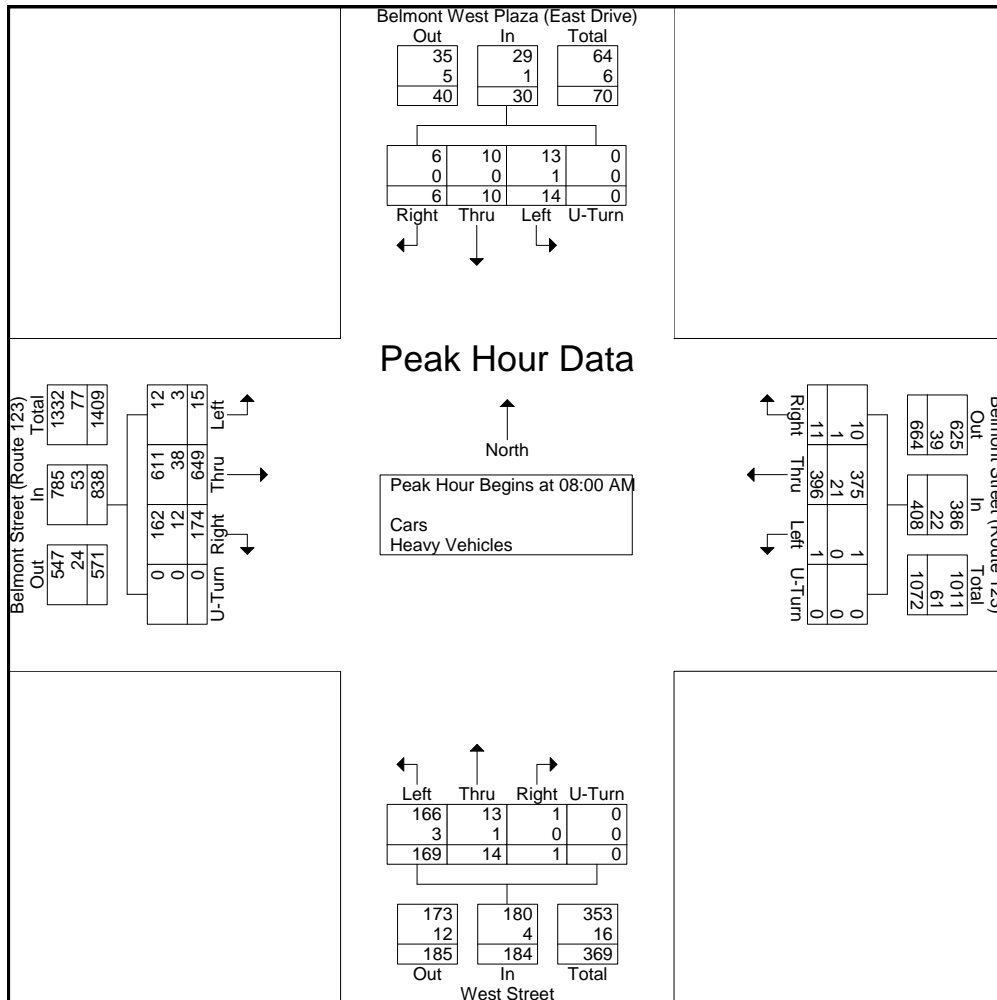 Belmont West Plaza (East Drive)
Out In Total
35 29 64
5 1 6
40 30 70
6 10 13 0
0 0 1 0
6 10 14 0
Right Thru Left U-Turn
Peak Hour Data
North
Peak Hour Begins at 08:00 AM
Cars
Heavy Vehicles
Belmont Street (Route 123)
Total In Out
1332 785 547
77 53 24
1409 838 571
12 611 162 0
3 38 12 0
15 649 174 0
Left Thru Right U-Turn
Belmont Street (Route 123)
Out In Total
625 386 1011
39 22 61
664 408 1072
10 375 1 0
1 21 0 0
11 396 1 0
Right Thru Left U-Turn
Left Thru Right U-Turn
166 13 1 0
3 1 0 0
169 14 1 0
173 180 353
12 4 16
185 184 369
Out In Total
West Street